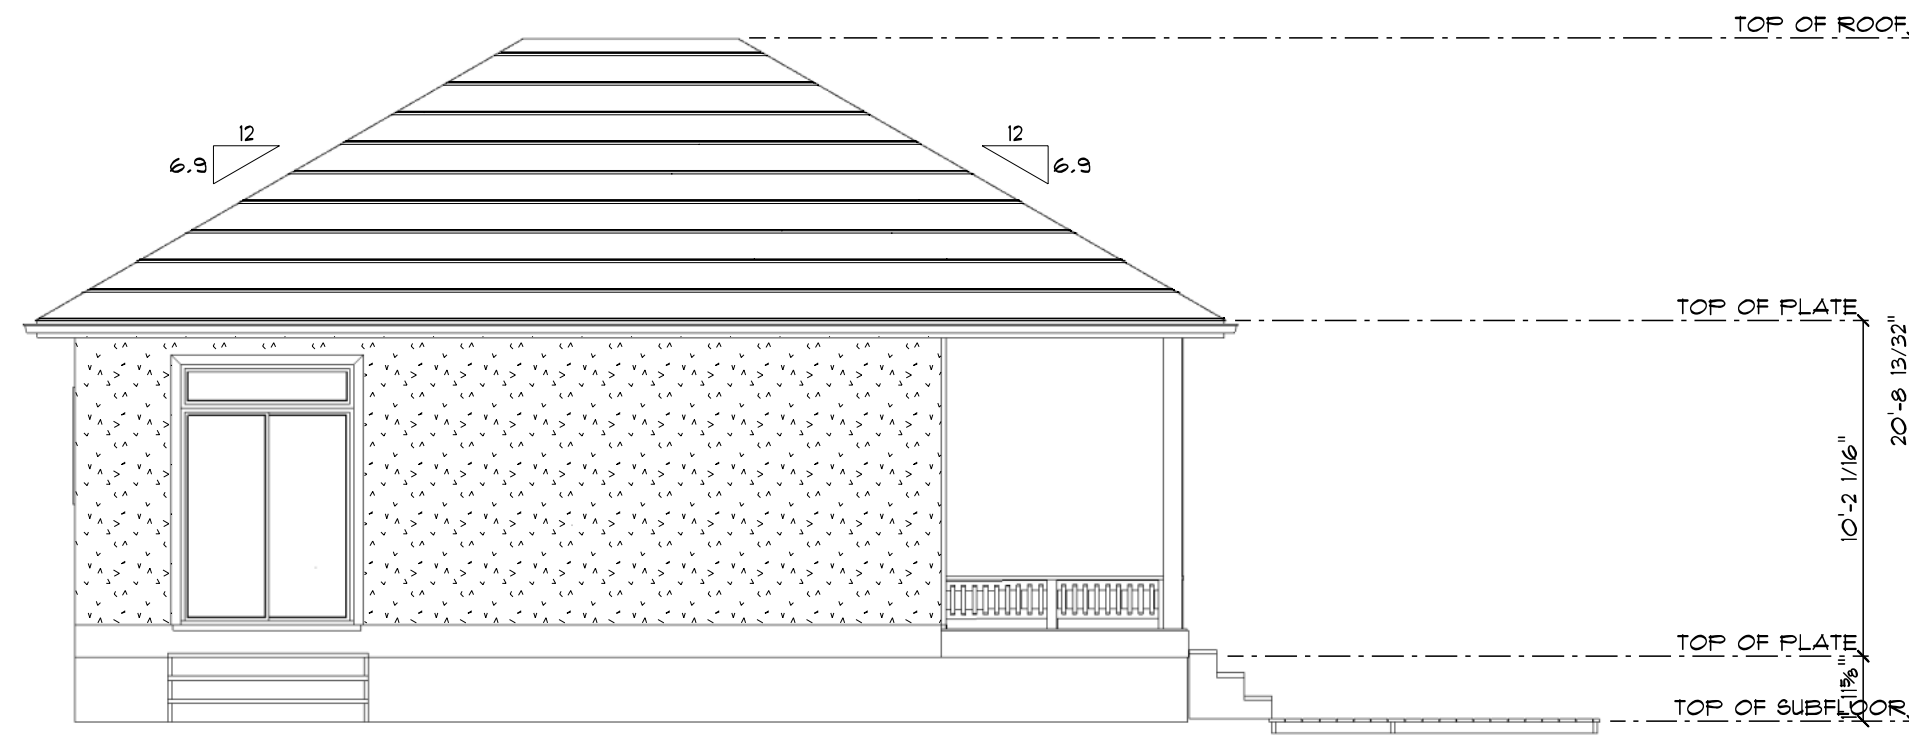 TOP OF ROOF
12
6.9
12
6.9
TOP OF PLATE
20'-8 13/32"
10'-2 1/16"
TOP OF PLATE
TOP OF SUBFLOOR